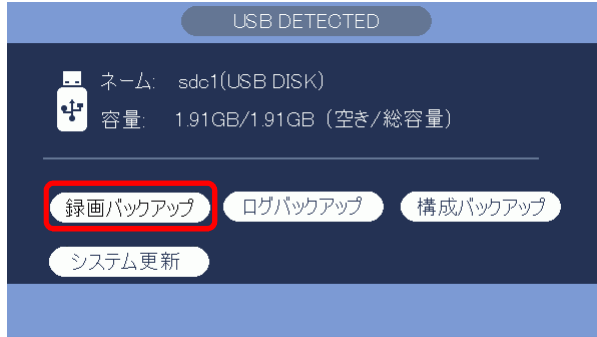 USB DETECTED
ネーム: sdc1(USB DISK)
容量: 1.91GB/1.91GB（空き/総容量）
録画バックアップ ログバックアップ 構成バックアップ
システム更新